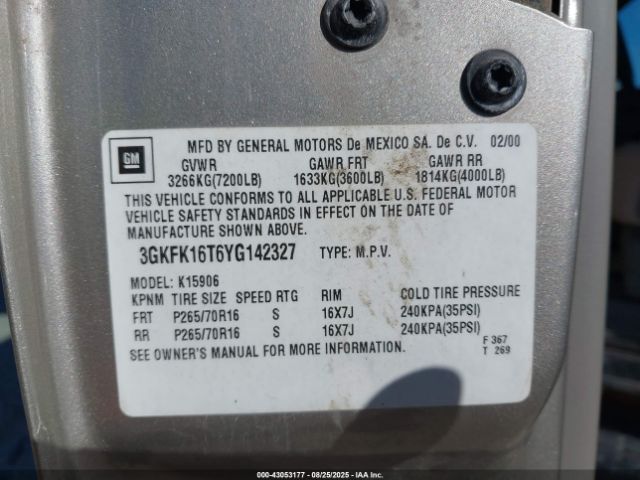 GM
MFD BY GENERAL MOTORS De MEXICO SA. De C.V. 02/00
GVWR GAWR FRT GAWR RR
3266KG(7200LB) 1633KG(3600LB) 1814KG(4000LB)
THIS VEHICLE CONFORMS TO ALL APPLICABLE U.S. FEDERAL MOTOR
VEHICLE SAFETY STANDARDS IN EFFECT ON THE DATE OF
MANUFACTURE SHOWN ABOVE.
3GKFK16T6YG142327 TYPE: M.P.V.
MODEL: K15906
KPNM TIRE SIZE SPEED RTG RIM COLD TIRE PRESSURE
FRT P265/70R16 S 16X7J 240KPA(35PSI)
RR P265/70R16 S 16X7J 240KPA(35PSI)
SEE OWNER'S MANUAL FOR MORE INFORMATION.
F 367
T 269
000-43053177 - 08/25/2025 - IAAI.COM